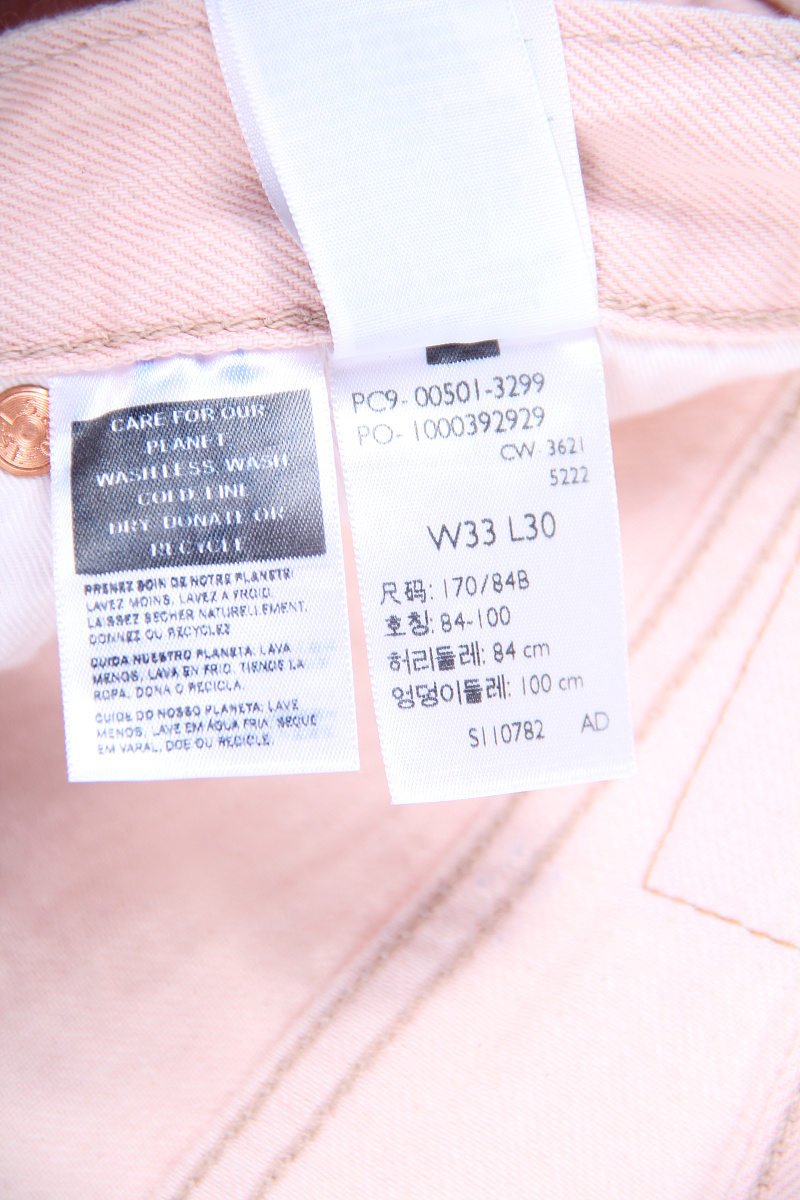 CARE FOR OUR
PLANET
WASH LESS, WASH
COLD, LINE
DRY, DONATE OR
RECYCLE
PRENEZ SOIN DE NOTRE PLANETE:
LAVEZ MOINS, LAVEZ A FROID,
LAISSEZ SECHER NATURELLEMENT,
DONNEZ OU RECYCLEZ
CUIDA NUESTRO PLANETA: LAVA
MENOS, LAVA EN FRIO, TIENDE LA
ROPA, DONA O RECICLA.
CUIDE DO NOSSO PLANETA: LAVE
MENOS, LAVE EM ÁGUA FRIA, SEQUE
EM VARAL, DOE OU RECICLE.
PC9- 00501-3299
PO- 1000392929
CW- 3621
5222
W33 L30
尺码: 170/84B
호칭: 84-100
허리둘레: 84 cm
엉덩이둘레: 100 cm
S110782 AD